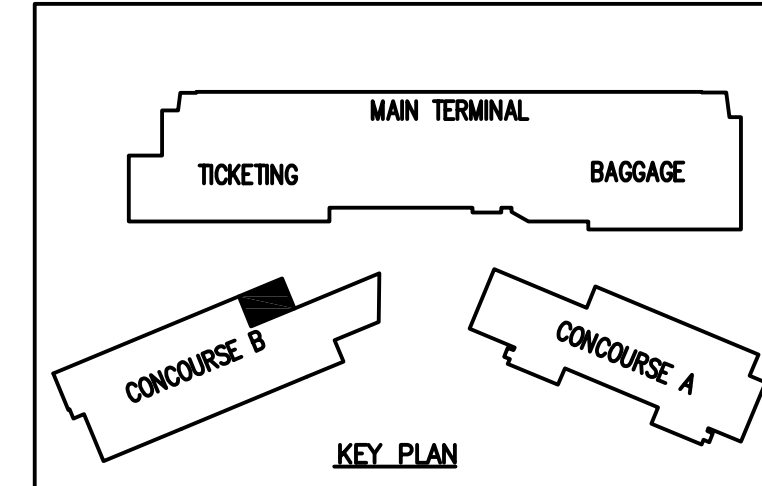 MAIN TERMINAL
TICKETING
BAGGAGE
CONCOURSE B
CONCOURSE A
KEY PLAN